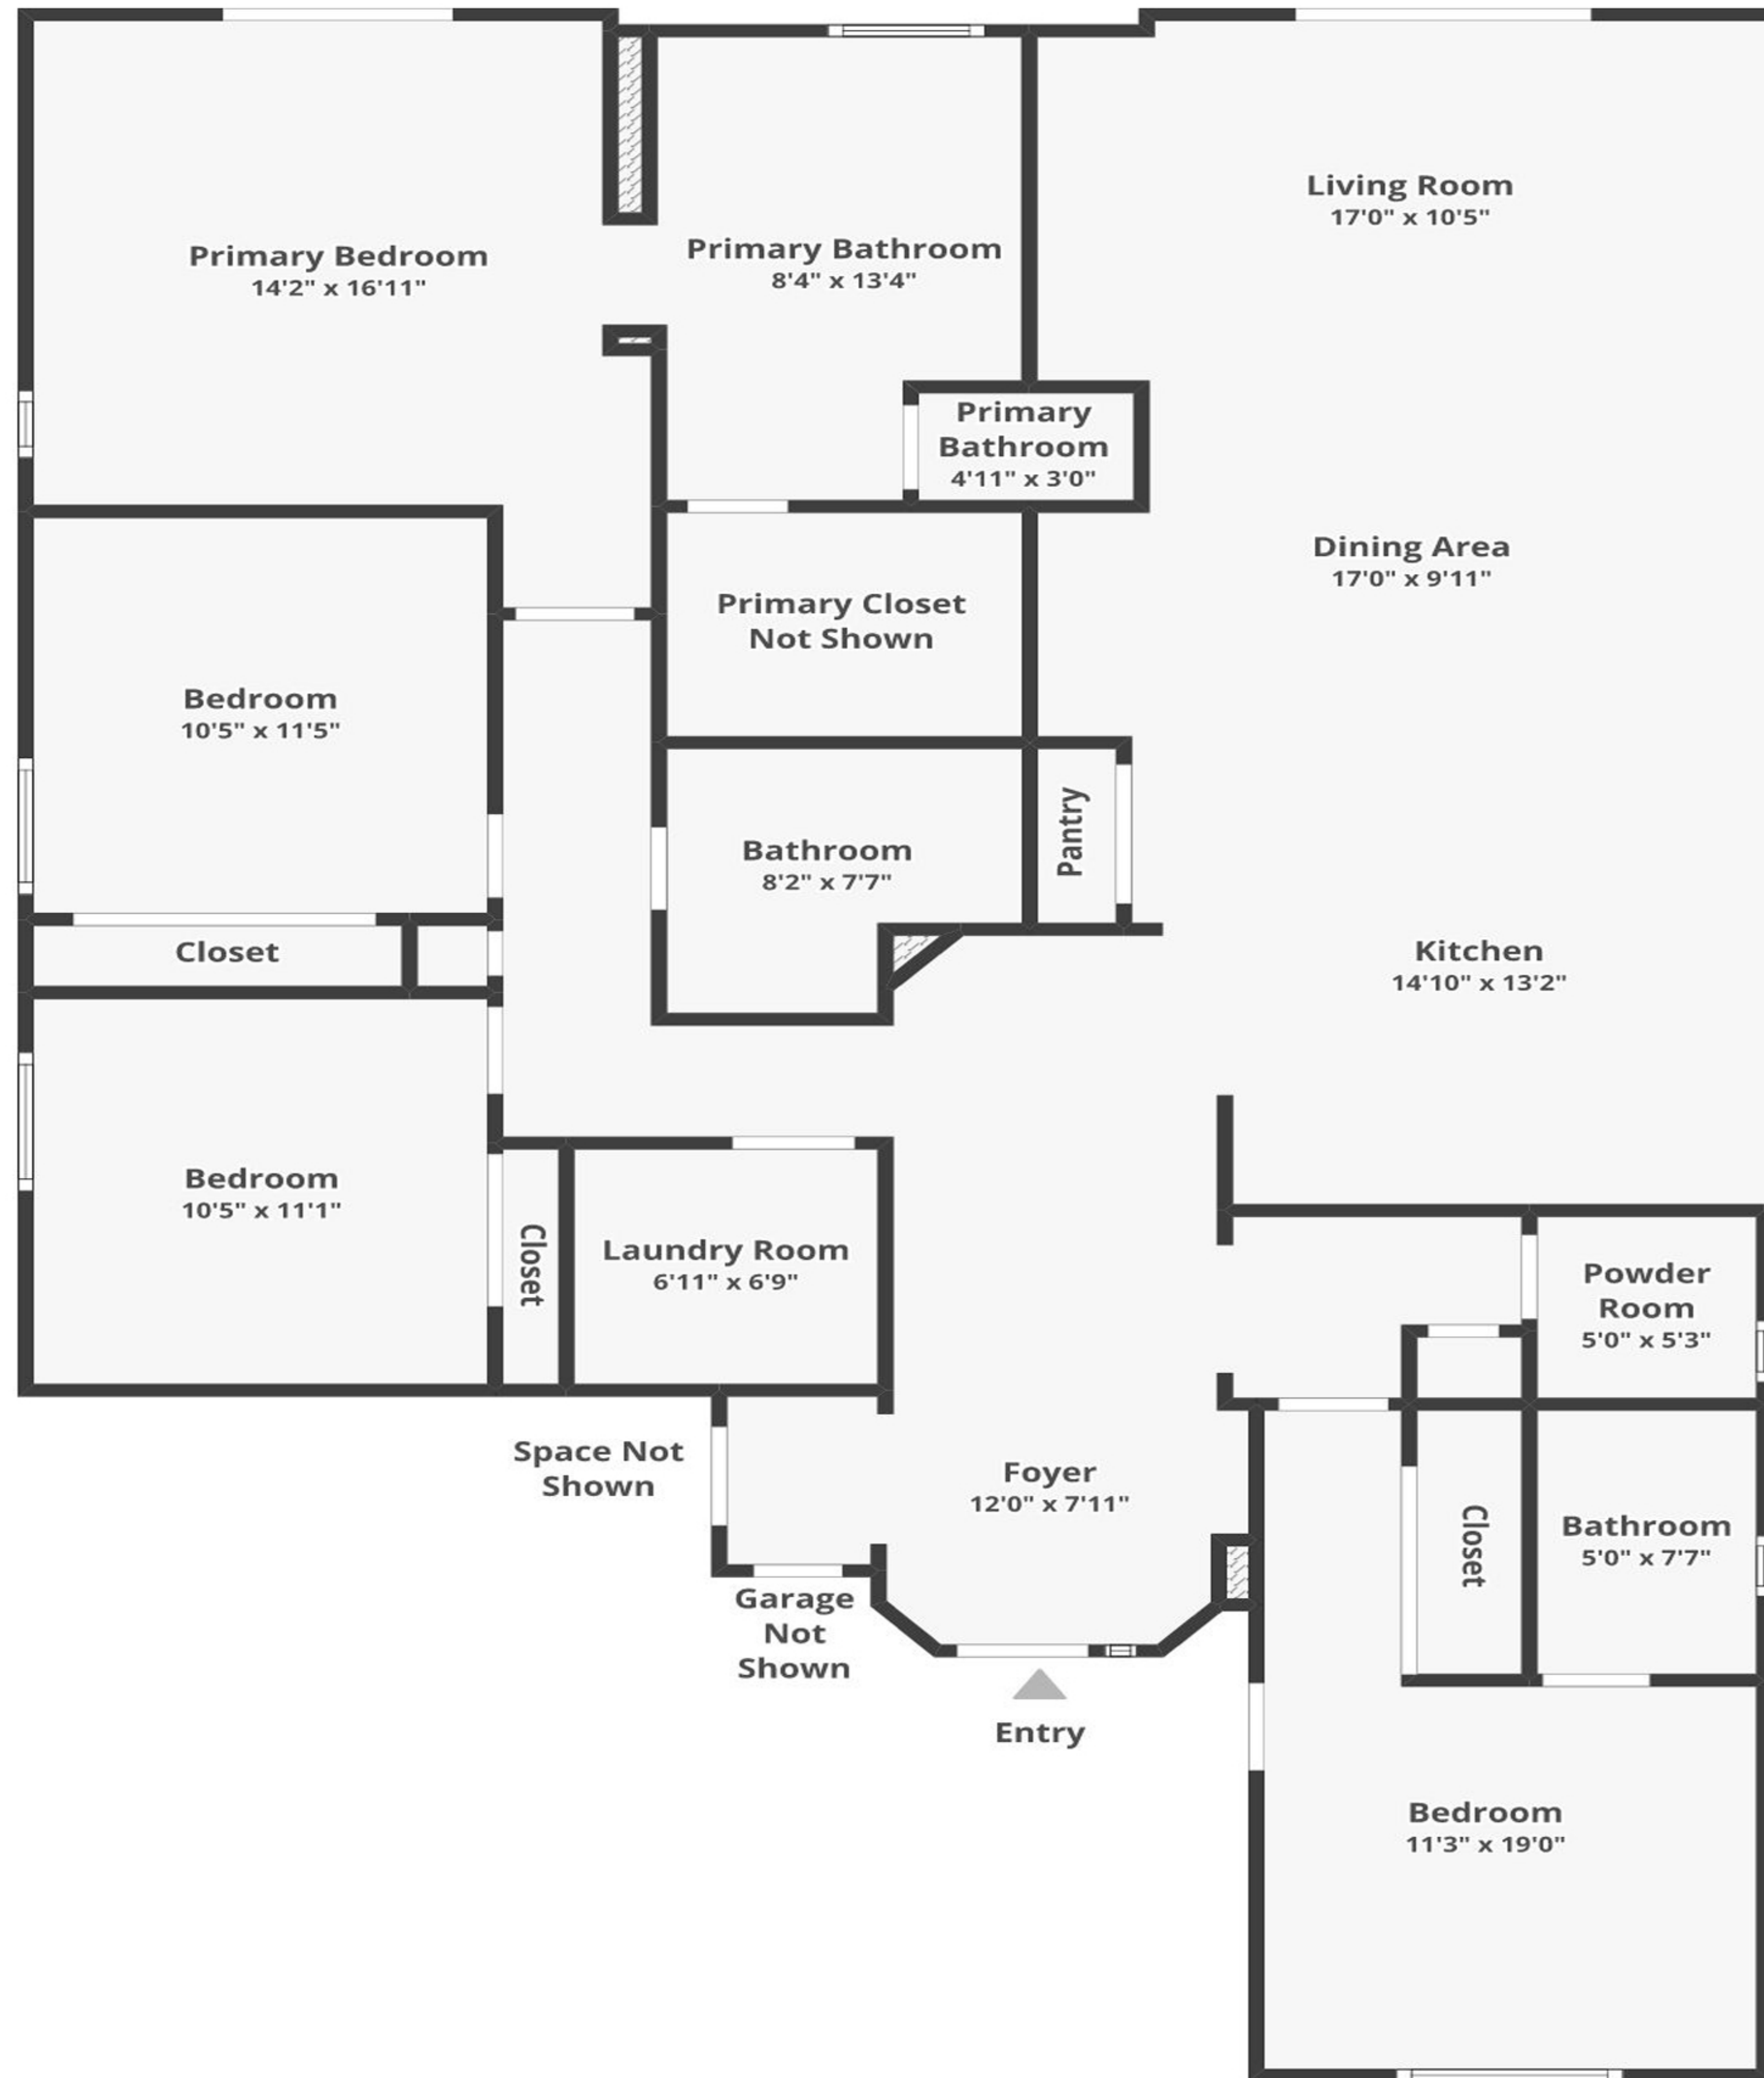 Primary Bedroom
14'2" x 16'11"
Primary Bathroom
8'4" x 13'4"
Living Room
17'0" x 10'5"
Primary
Bathroom
4'11" x 3'0"
Dining Area
17'0" x 9'11"
Primary Closet
Not Shown
Bedroom
10'5" x 11'5"
Bathroom
8'2" x 7'7"
Pantry
Closet
Kitchen
14'10" x 13'2"
Bedroom
10'5" x 11'1"
Closet
Laundry Room
6'11" x 6'9"
Powder
Room
5'0" x 5'3"
Space Not
Shown
Foyer
12'0" x 7'11"
Closet
Bathroom
5'0" x 7'7"
Garage
Not
Shown
Entry
Bedroom
11'3" x 19'0"